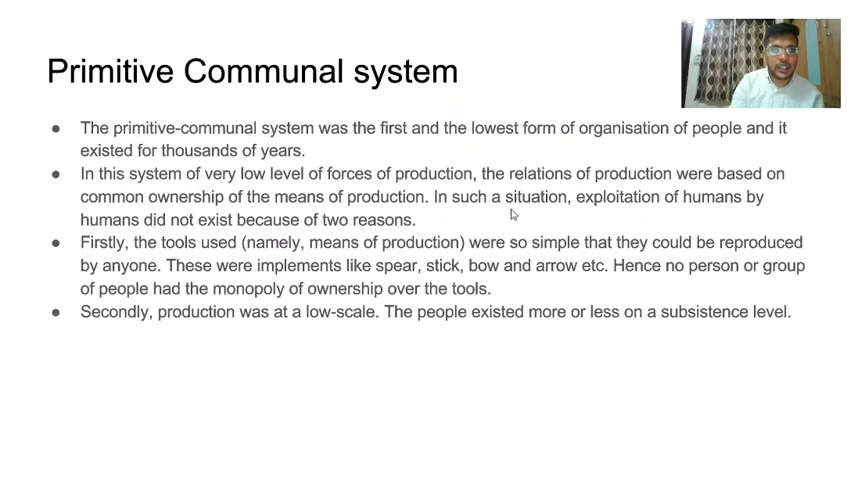 Primitive Communal system
● The primitive-communal system was the first and the lowest form of organisation of people and it
existed for thousands of years.
● In this system of very low level of forces of production, the relations of production were based on
common ownership of the means of production. In such a situation, exploitation of humans by
humans did not exist because of two reasons.
● Firstly, the tools used (namely, means of production) were so simple that they could be reproduced
by anyone. These were implements like spear, stick, bow and arrow etc. Hence no person or group
of people had the monopoly of ownership over the tools.
● Secondly, production was at a low-scale. The people existed more or less on a subsistence level.